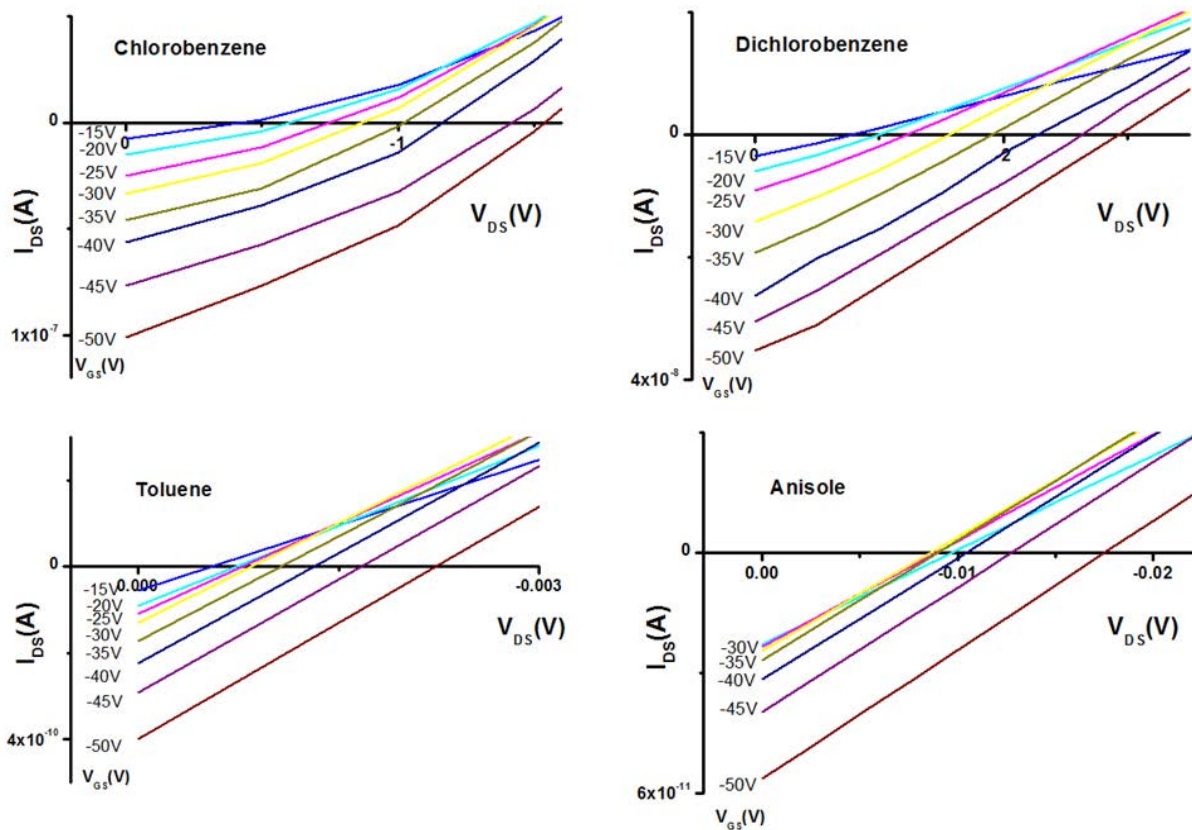 Chlorobenzene
0
0
-1
-15V
-20V
-25V
-30V
-35V
-40V
-45V
-50V
1x10⁻⁷
I_DS(A)
V_DS(V)
V_GS(V)
Dichlorobenzene
0
0
2
-15V
-20V
-25V
-30V
-35V
-40V
-45V
-50V
4x10⁻⁸
I_DS(A)
V_DS(V)
V_GS(V)
Toluene
0
0.000
-0.003
-15V
-20V
-25V
-30V
-35V
-40V
-45V
-50V
4x10⁻¹⁰
I_DS(A)
V_DS(V)
V_GS(V)
Anisole
0
0.00
-0.01
-0.02
-30V
-35V
-40V
-45V
-50V
6x10⁻¹¹
I_DS(A)
V_DS(V)
V_GS(V)